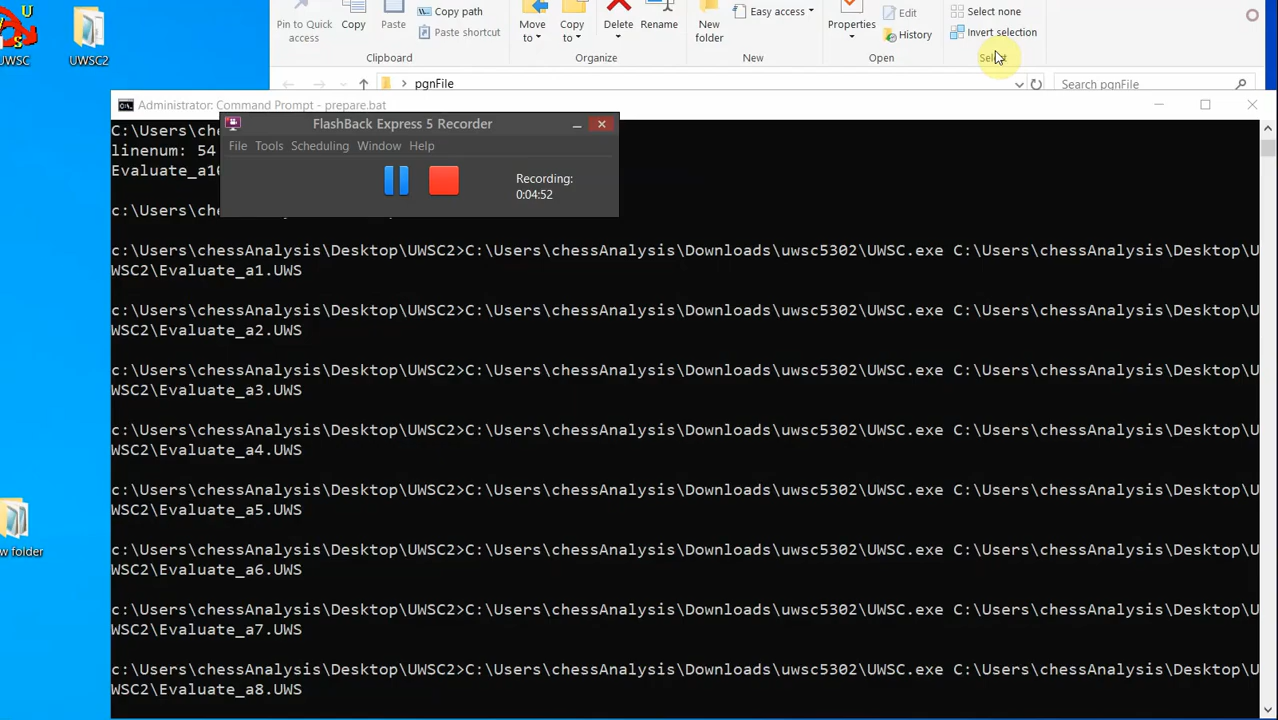 U
S
UWSC
UWSC2
Pin to Quick
access
Copy
Paste
Copy path
Paste shortcut
Clipboard
Move
to
Copy
to
Delete
Rename
Organize
New
folder
Easy access
New
Properties
Edit
History
Open
Select none
Invert selection
Select
pgnFile
Search pgnFile
Administrator: Command Prompt - prepare.bat
FlashBack Express 5 Recorder
File Tools Scheduling Window Help
Recording:
0:04:52
linenum: 54
c:\Users\chessAnalysis\Desktop\UWSC2>C:\Users\chessAnalysis\Downloads\uwsc5302\UWSC.exe C:\Users\chessAnalysis\Desktop\U
WSC2\Evaluate_a1.UWS
c:\Users\chessAnalysis\Desktop\UWSC2>C:\Users\chessAnalysis\Downloads\uwsc5302\UWSC.exe C:\Users\chessAnalysis\Desktop\U
WSC2\Evaluate_a2.UWS
c:\Users\chessAnalysis\Desktop\UWSC2>C:\Users\chessAnalysis\Downloads\uwsc5302\UWSC.exe C:\Users\chessAnalysis\Desktop\U
WSC2\Evaluate_a3.UWS
c:\Users\chessAnalysis\Desktop\UWSC2>C:\Users\chessAnalysis\Downloads\uwsc5302\UWSC.exe C:\Users\chessAnalysis\Desktop\U
WSC2\Evaluate_a4.UWS
c:\Users\chessAnalysis\Desktop\UWSC2>C:\Users\chessAnalysis\Downloads\uwsc5302\UWSC.exe C:\Users\chessAnalysis\Desktop\U
WSC2\Evaluate_a5.UWS
c:\Users\chessAnalysis\Desktop\UWSC2>C:\Users\chessAnalysis\Downloads\uwsc5302\UWSC.exe C:\Users\chessAnalysis\Desktop\U
WSC2\Evaluate_a6.UWS
c:\Users\chessAnalysis\Desktop\UWSC2>C:\Users\chessAnalysis\Downloads\uwsc5302\UWSC.exe C:\Users\chessAnalysis\Desktop\U
WSC2\Evaluate_a7.UWS
c:\Users\chessAnalysis\Desktop\UWSC2>C:\Users\chessAnalysis\Downloads\uwsc5302\UWSC.exe C:\Users\chessAnalysis\Desktop\U
WSC2\Evaluate_a8.UWS
w folder